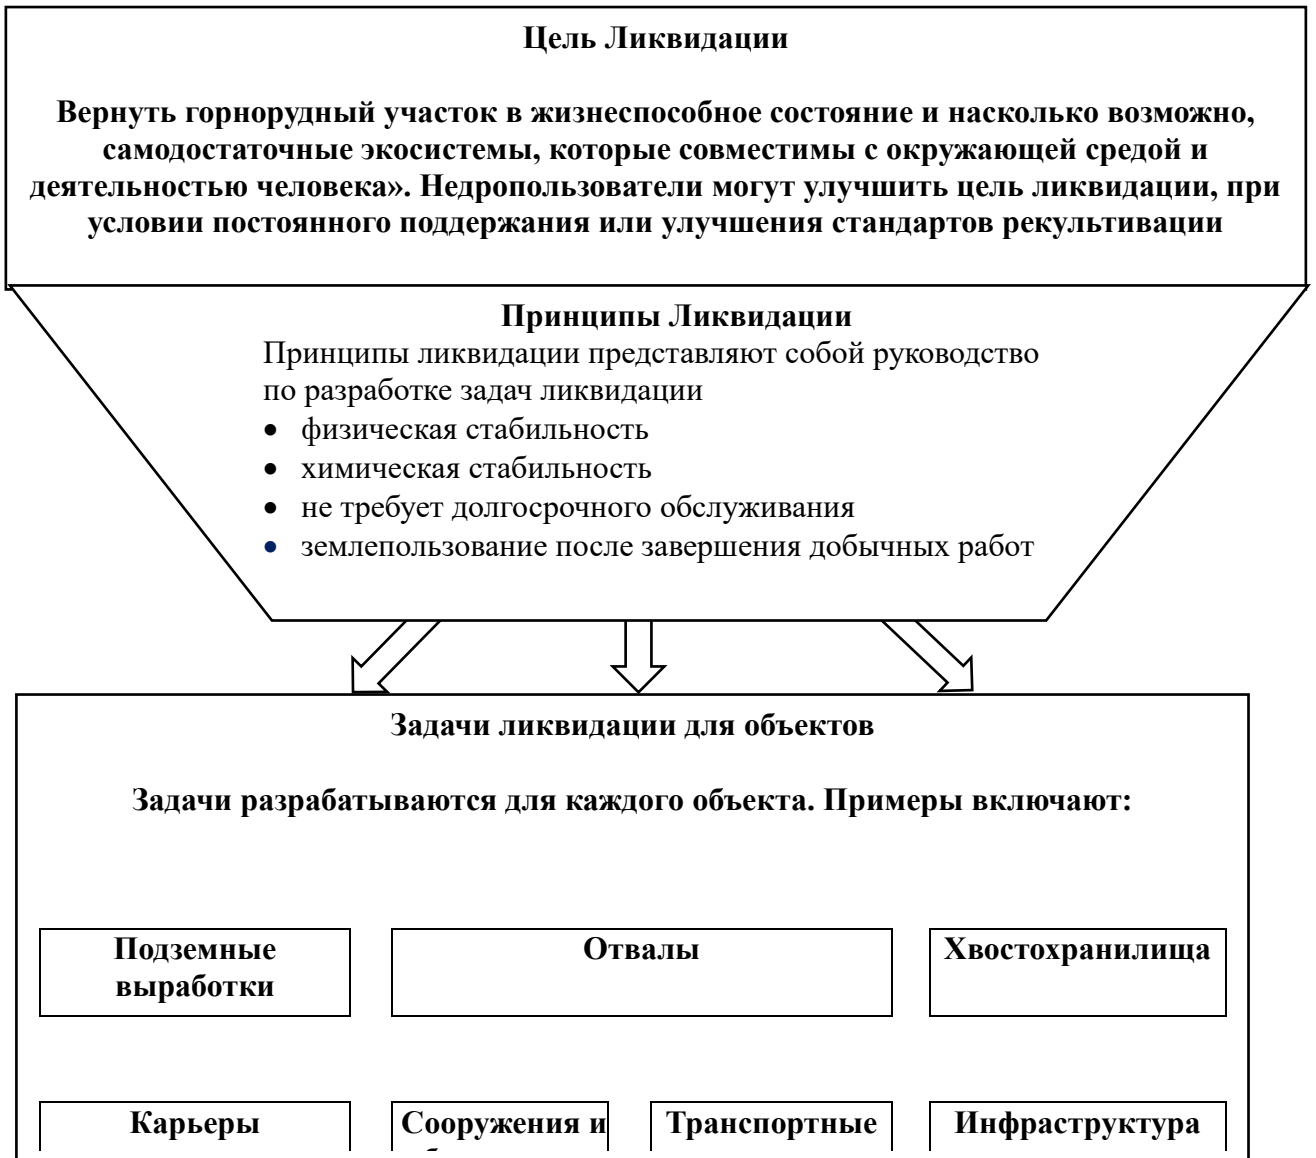 Цель Ликвидации
Вернуть горнорудный участок в жизнеспособное состояние и насколько возможно,
самодостаточные экосистемы, которые совместимы с окружающей средой и
деятельностью человека». Недропользователи могут улучшить цель ликвидации, при
условии постоянного поддержания или улучшения стандартов рекультивации
Принципы Ликвидации
Принципы ликвидации представляют собой руководство
по разработке задач ликвидации
• физическая стабильность
• химическая стабильность
• не требует долгосрочного обслуживания
• землепользование после завершения добычных работ
Задачи ликвидации для объектов
Задачи разрабатываются для каждого объекта. Примеры включают:
Подземные
выработки
Отвалы
Хвостохранилища
Карьеры
Сооружения и
Транспортные
Инфраструктура